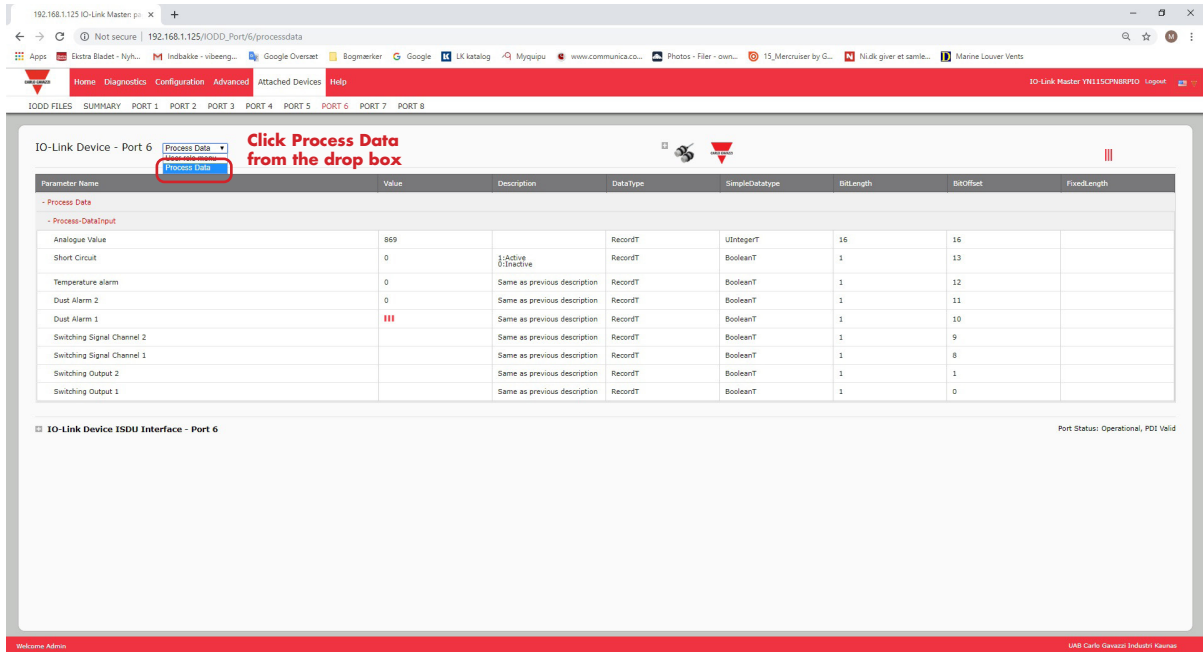 192.168.1.125 IO-Link Master: pa × +
Not secure | 192.168.1.125/IODD_Port/6/processdata
Apps Ekstra Bladet - Nyh... Indbakke - vibeeng... Google Oversæt Bogmærker Google LK katalog Myquipu www.communica.co... Photos - Filer - own... 15_Mercruiser by G... Ni.dk giver et samle... Marine Louver Vents
CARLO GAVAZZI Home Diagnostics Configuration Advanced Attached Devices Help IO-Link Master YN115CPN8RPIO Logout
IODD FILES SUMMARY PORT 1 PORT 2 PORT 3 PORT 4 PORT 5 PORT 6 PORT 7 PORT 8
IO-Link Device - Port 6 Process Data
User role menu
Process Data
Click Process Data
from the drop box
CARLO GAVAZZI
Parameter Name Value Description DataType SimpleDatatype BitLength BitOffset FixedLength
- Process Data
- Process-DataInput
Analogue Value 869 RecordT UIntegerT 16 16
Short Circuit 0 1:Active RecordT BooleanT 1 13
0:Inactive
Temperature alarm 0 Same as previous description RecordT BooleanT 1 12
Dust Alarm 2 0 Same as previous description RecordT BooleanT 1 11
Dust Alarm 1 Same as previous description RecordT BooleanT 1 10
Switching Signal Channel 2 Same as previous description RecordT BooleanT 1 9
Switching Signal Channel 1 Same as previous description RecordT BooleanT 1 8
Switching Output 2 Same as previous description RecordT BooleanT 1 1
Switching Output 1 Same as previous description RecordT BooleanT 1 0
IO-Link Device ISDU Interface - Port 6 Port Status: Operational, PDI Valid
Welcome Admin UAB Carlo Gavazzi Industri Kaunas